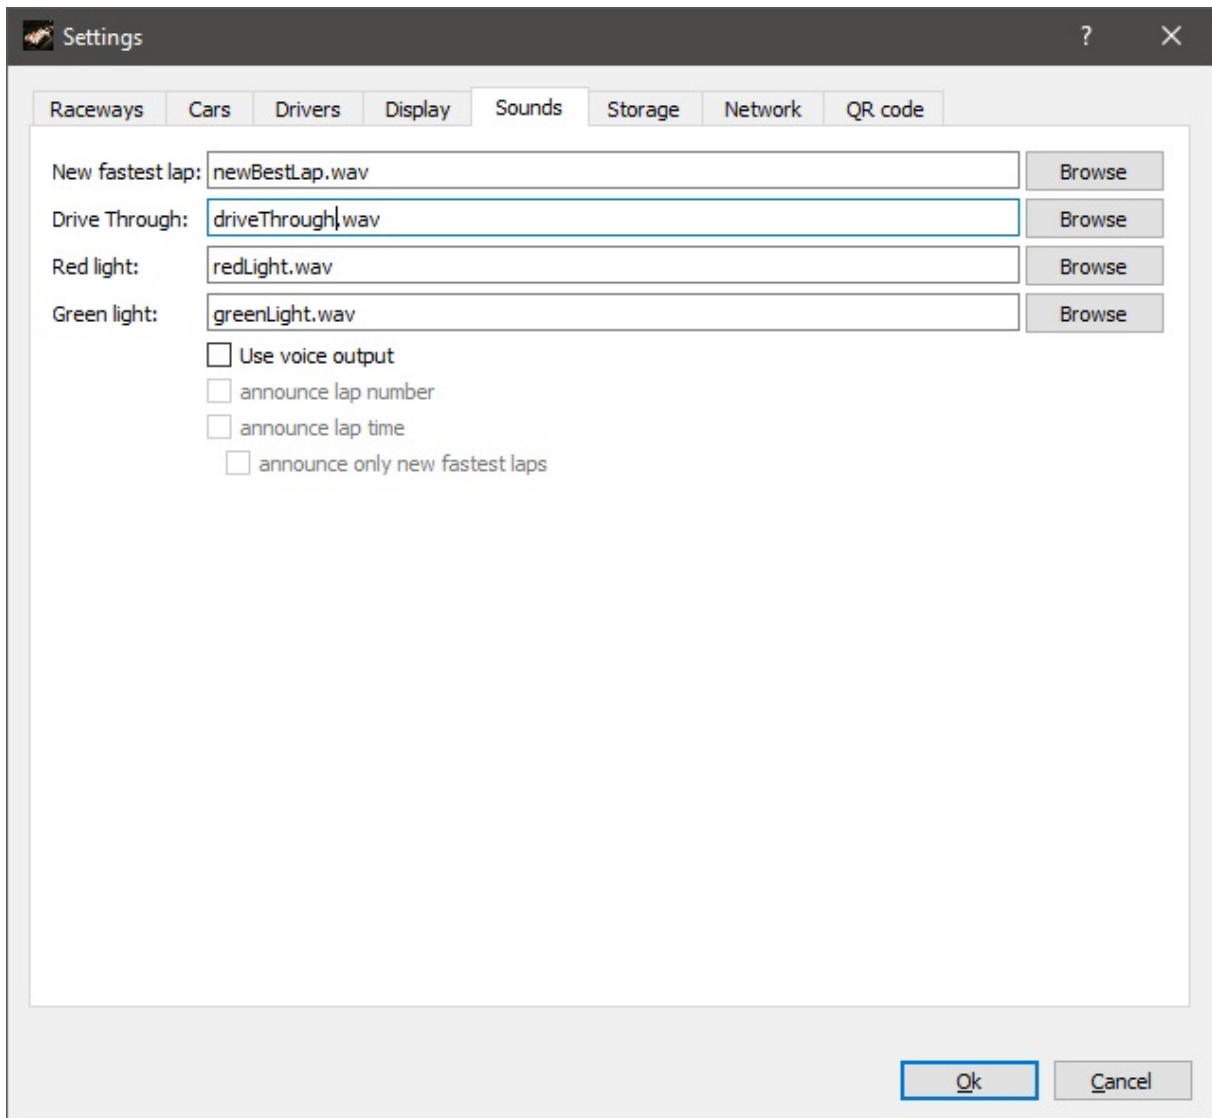 Settings ?
Raceways Cars Drivers Display Sounds Storage Network QR code
New fastest lap: newBestLap.wav Browse
Drive Through: driveThrough.wav Browse
Red light: redLight.wav Browse
Green light: greenLight.wav Browse
Use voice output
announce lap number
announce lap time
announce only new fastest laps
Ok Cancel